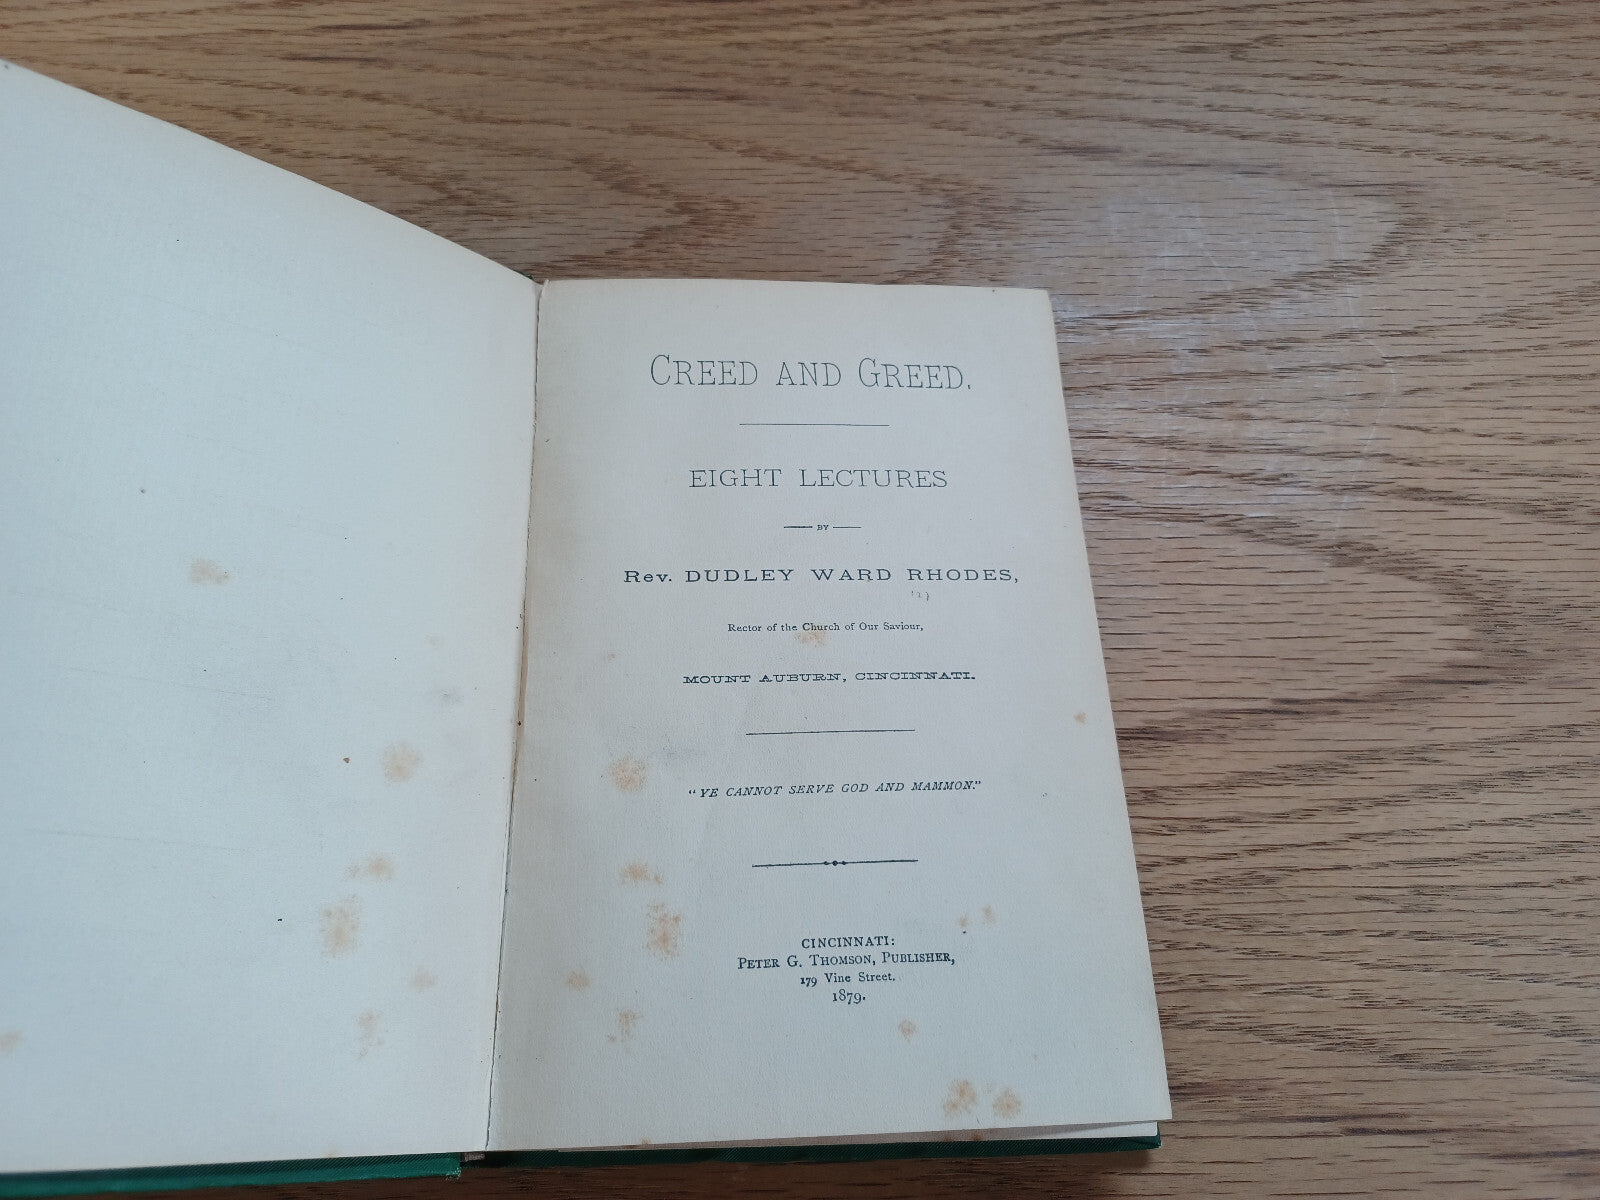 CREED AND GREED.
EIGHT LECTURES
BY
Rev. DUDLEY WARD RHODES,
Rector of the Church of Our Saviour,
MOUNT AUBURN, CINCINNATI.
"YE CANNOT SERVE GOD AND MAMMON."
CINCINNATI:
PETER G. THOMSON, PUBLISHER,
179 Vine Street.
1879.